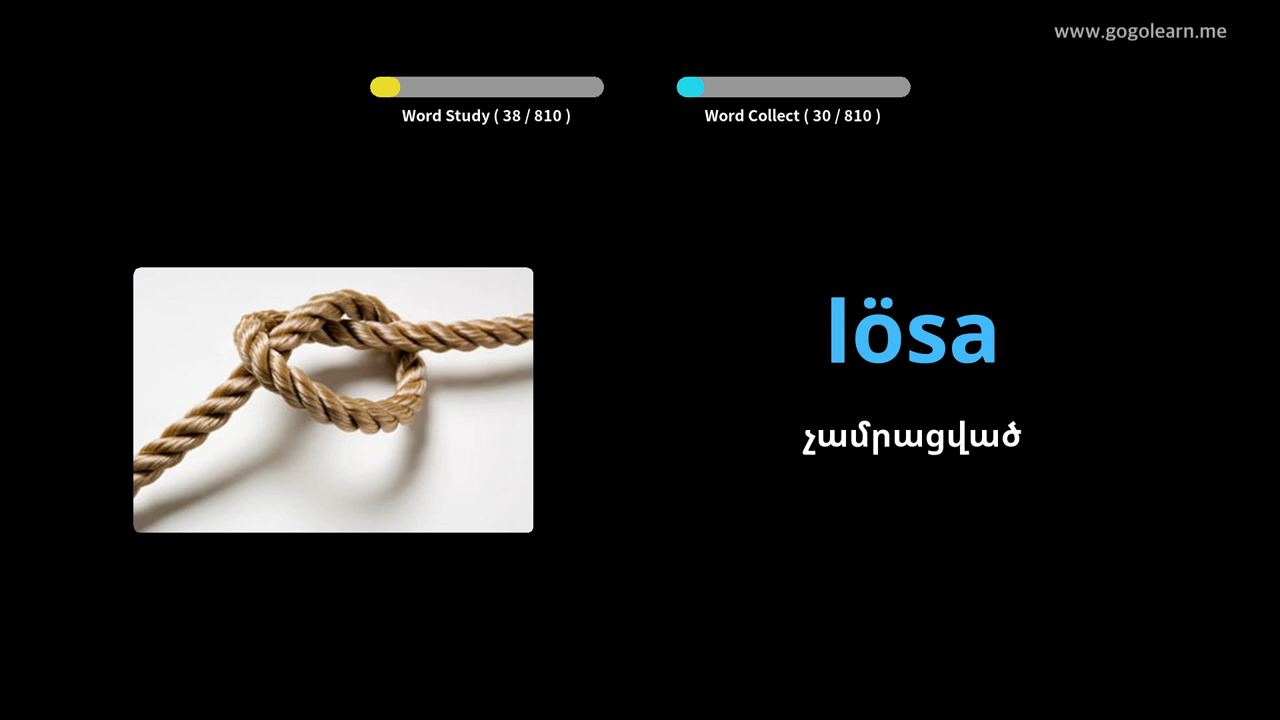 www.gogolearn.me
Word Study ( 38 / 810 )
Word Collect ( 30 / 810 )
lösa
չամրացված